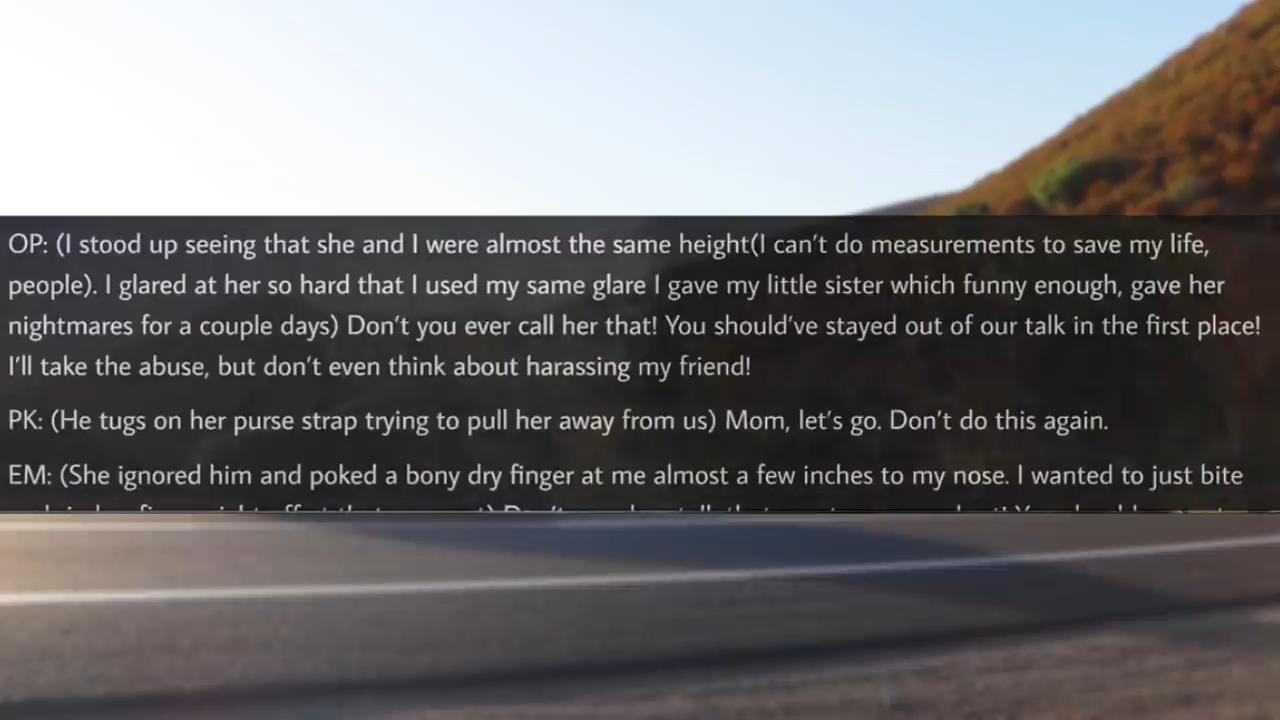 OP: (I stood up seeing that she and I were almost the same height(I can't do measurements to save my life,
people). I glared at her so hard that I used my same glare I gave my little sister which funny enough, gave her
nightmares for a couple days) Don't you ever call her that! You should've stayed out of our talk in the first place!
I'll take the abuse, but don't even think about harassing my friend!
PK: (He tugs on her purse strap trying to pull her away from us) Mom, let's go. Don't do this again.
EM: (She ignored him and poked a bony dry finger at me almost a few inches to my nose. I wanted to just bite